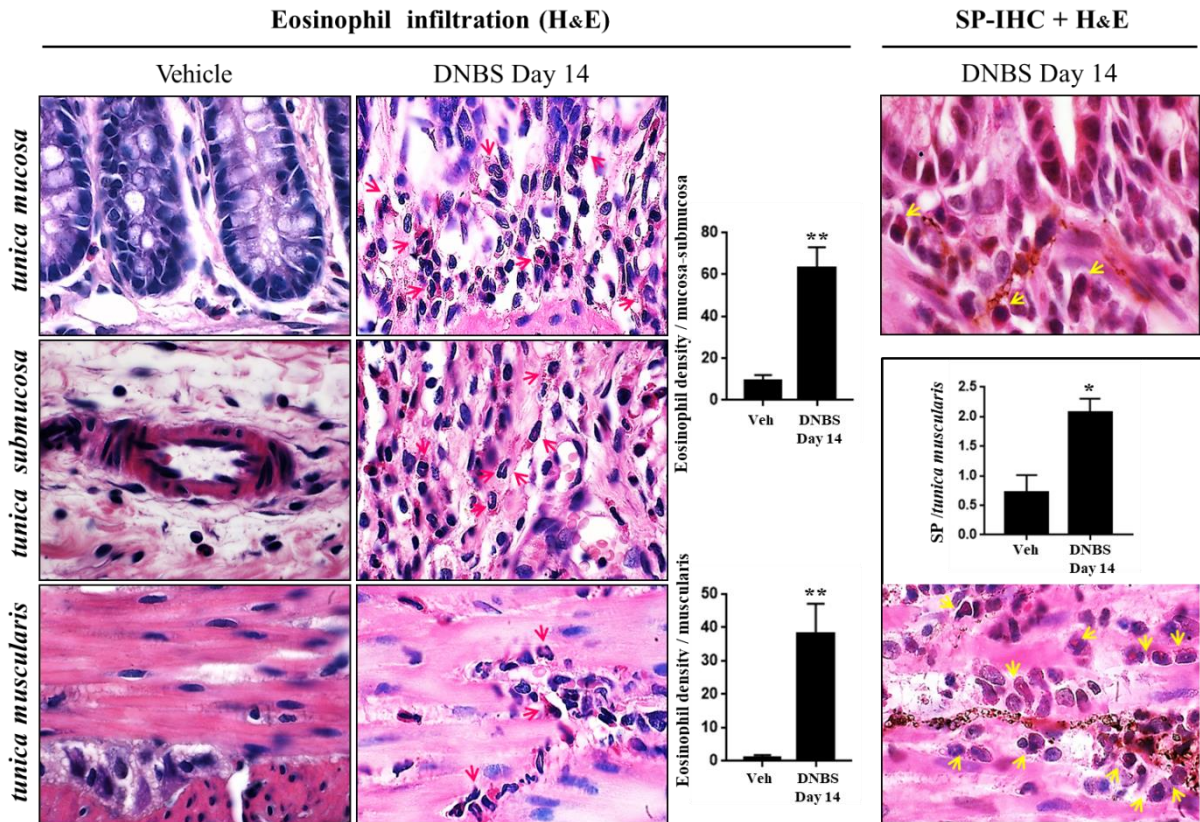 Eosinophil infiltration (H&E)
SP-IHC + H&E
Vehicle
DNBS Day 14
DNBS Day 14
tunica mucosa
tunica submucosa
tunica muscularis
Eosinophil density / mucosa-submucosa
80
60
40
20
0
**
Veh
DNBS
Day 14
Eosinophil density / muscularis
50
40
30
20
10
0
**
Veh
DNBS
Day 14
SP /tunica muscularis
2.5
2.0
1.5
1.0
0.5
0.0
*
Veh
DNBS
Day 14